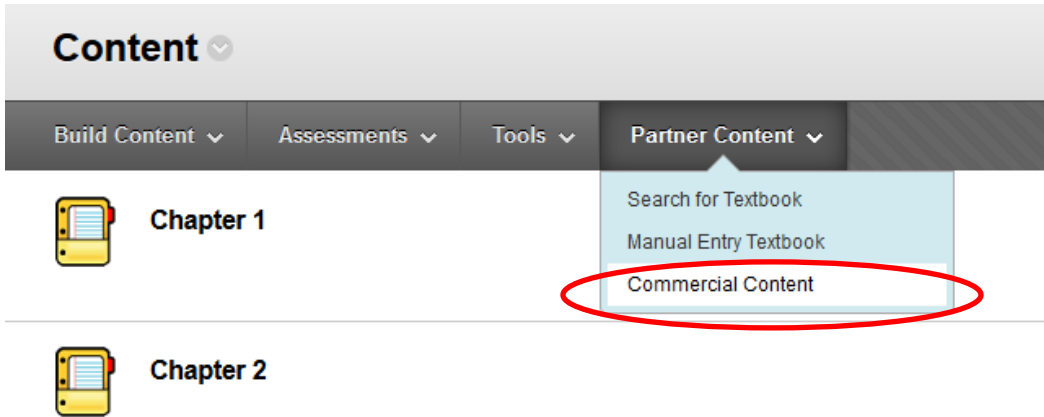 Content
Build Content Assessments Tools Partner Content
Search for Textbook
Chapter 1
Manual Entry Textbook
Commercial Content
Chapter 2